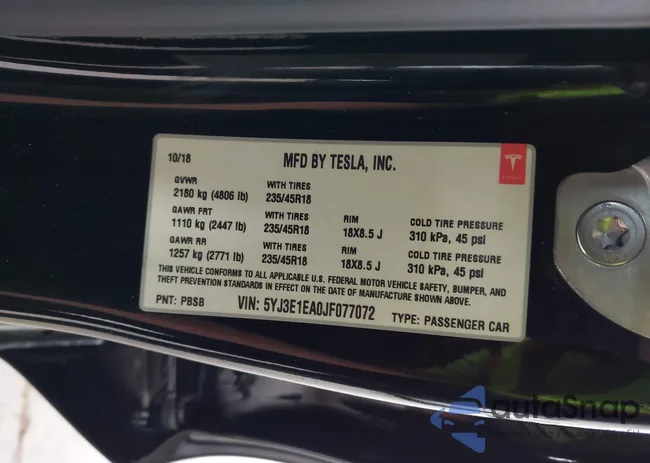 10/18 MFD BY TESLA, INC.
TESLA
GVWR WITH TIRES
2180 kg (4806 lb) 235/45R18
GAWR FRT WITH TIRES RIM COLD TIRE PRESSURE
1110 kg (2447 lb) 235/45R18 18X8.5 J 310 kPa, 45 psi
GAWR RR WITH TIRES RIM COLD TIRE PRESSURE
1257 kg (2771 lb) 235/45R18 18X8.5 J 310 kPa, 45 psi
THIS VEHICLE CONFORMS TO ALL APPLICABLE U.S. FEDERAL MOTOR VEHICLE SAFETY, BUMPER, AND
THEFT PREVENTION STANDARDS IN EFFECT ON THE DATE OF MANUFACTURE SHOWN ABOVE.
PNT: PBSB VIN: 5YJ3E1EA0JF077072 TYPE: PASSENGER CAR
autoSnap